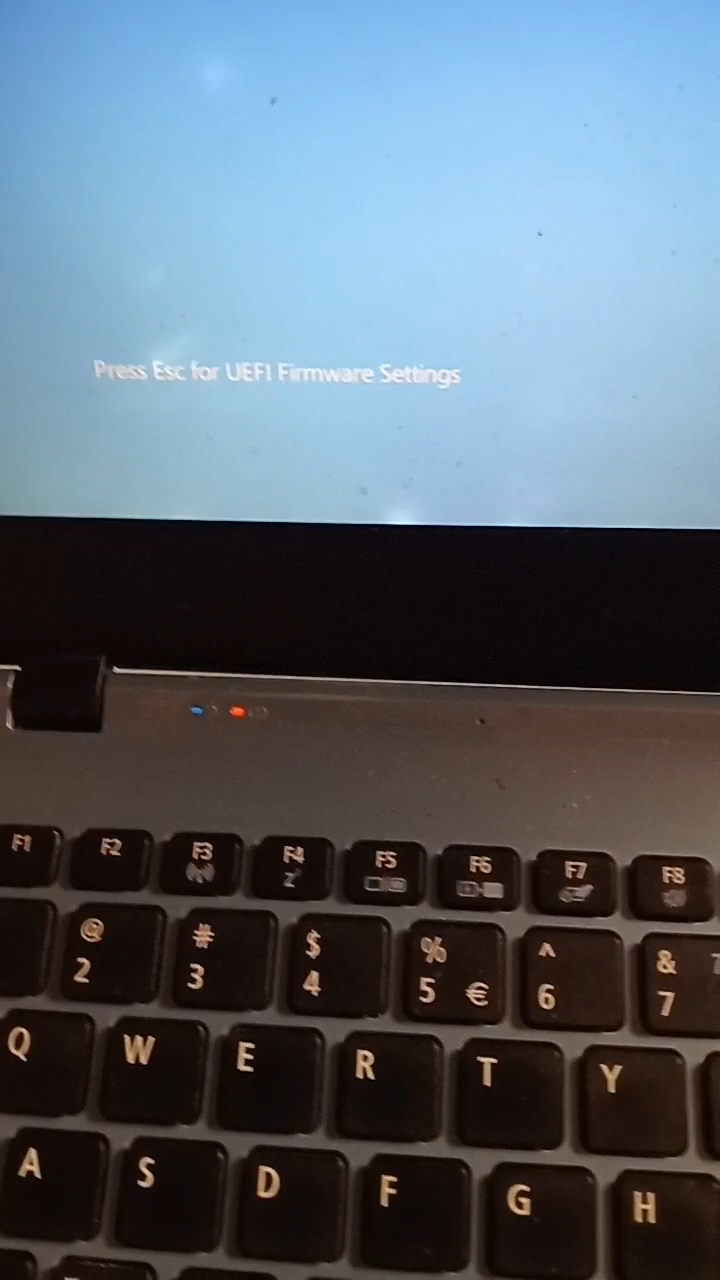 Press Esc for UEFI Firmware Settings
F1 F2 F3 F4 F5 F6 F7 F8
@ # $ % ^ &
2 3 4 5 € 6 7
Q W E R T Y
A S D F G H